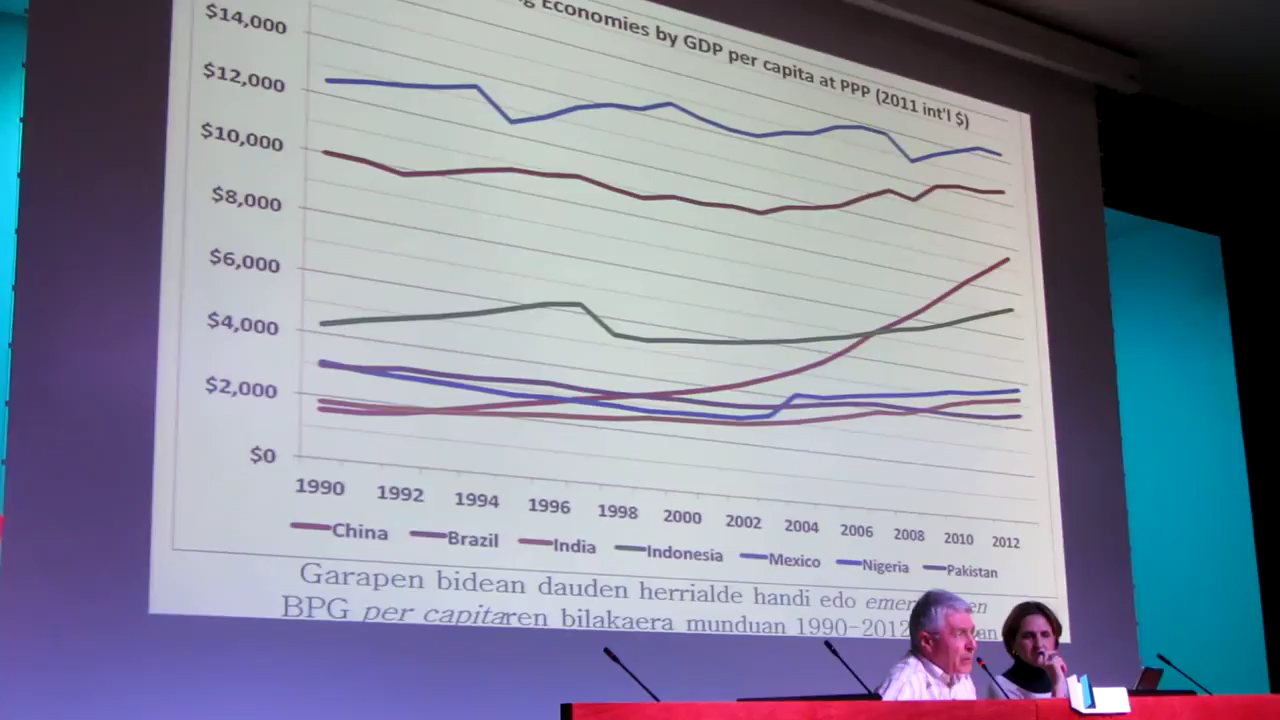 Economies by GDP per capita at PPP (2011 int'l $)
$14,000
$12,000
$10,000
$8,000
$6,000
$4,000
$2,000
$0
1990 1992 1994 1996 1998 2000 2002 2004 2006 2008 2010 2012
China Brazil India Indonesia Mexico Nigeria Pakistan
Garapen bidean dauden herrialde handi edo
BPG per capitaren bilakaera munduan 1990-2012